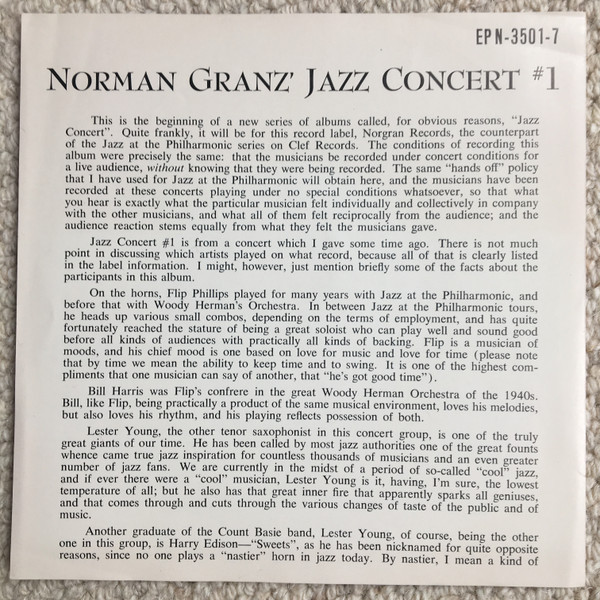 EPN-3501-7
NORMAN GRANZ' JAZZ CONCERT #1
This is the beginning of a new series of albums called, for obvious reasons, "Jazz
Concert". Quite frankly, it will be for this record label, Norgran Records, the counterpart
of the Jazz at the Philharmonic series on Clef Records. The conditions of recording this
album were precisely the same: that the musicians be recorded under concert conditions for
a live audience, without knowing that they were being recorded. The same "hands off" policy
that I have used for Jazz at the Philharmonic will obtain here, and the musicians have been
recorded at these concerts playing under no special conditions whatsoever, so that what
you hear is exactly what the particular musician felt individually and collectively in company
with the other musicians, and what all of them felt reciprocally from the audience; and the
audience reaction stems equally from what they felt the musicians gave.
Jazz Concert #1 is from a concert which I gave some time ago. There is not much
point in discussing which artists played on what record, because all of that is clearly listed
in the label information. I might, however, just mention briefly some of the facts about the
participants in this album.
On the horns, Flip Phillips played for many years with Jazz at the Philharmonic, and
before that with Woody Herman's Orchestra. In between Jazz at the Philharmonic tours,
he heads up various small combos, depending on the terms of employment, and has quite
fortunately reached the stature of being a great soloist who can play well and sound good
before all kinds of audiences with practically all kinds of backing. Flip is a musician of
moods, and his chief mood is one based on love for music and love for time (please note
that by time we mean the ability to keep time and to swing. It is one of the highest com-
pliments that one musician can say of another, that "he's got good time").
Bill Harris was Flip's confrere in the great Woody Herman Orchestra of the 1940s.
Bill, like Flip, being practically a product of the same musical environment, loves his melodies,
but also loves his rhythm, and his playing reflects possession of both.
Lester Young, the other tenor saxophonist in this concert group, is one of the truly
great giants of our time. He has been called by most jazz authorities one of the great founts
whence came true jazz inspiration for countless thousands of musicians and an even greater
number of jazz fans. We are currently in the midst of a period of so-called "cool" jazz,
and if ever there were a "cool" musician, Lester Young is it, having, I'm sure, the lowest
temperature of all; but he also has that great inner fire that apparently sparks all geniuses,
and that comes through and cuts through the various changes of taste of the public and of
music.
Another graduate of the Count Basie band, Lester Young, of course, being the other
one in this group, is Harry Edison—"Sweets", as he has been nicknamed for quite opposite
reasons, since no one plays a "nastier" horn in jazz today. By nastier, I mean a kind of